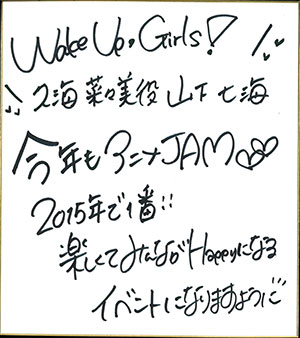 Wake Up, Girls!
久海菜々美役 山下七海
今年もアニメJAM♡♡
2015年で1番!!
楽しくてみんながHappyになる
イベントになりますように